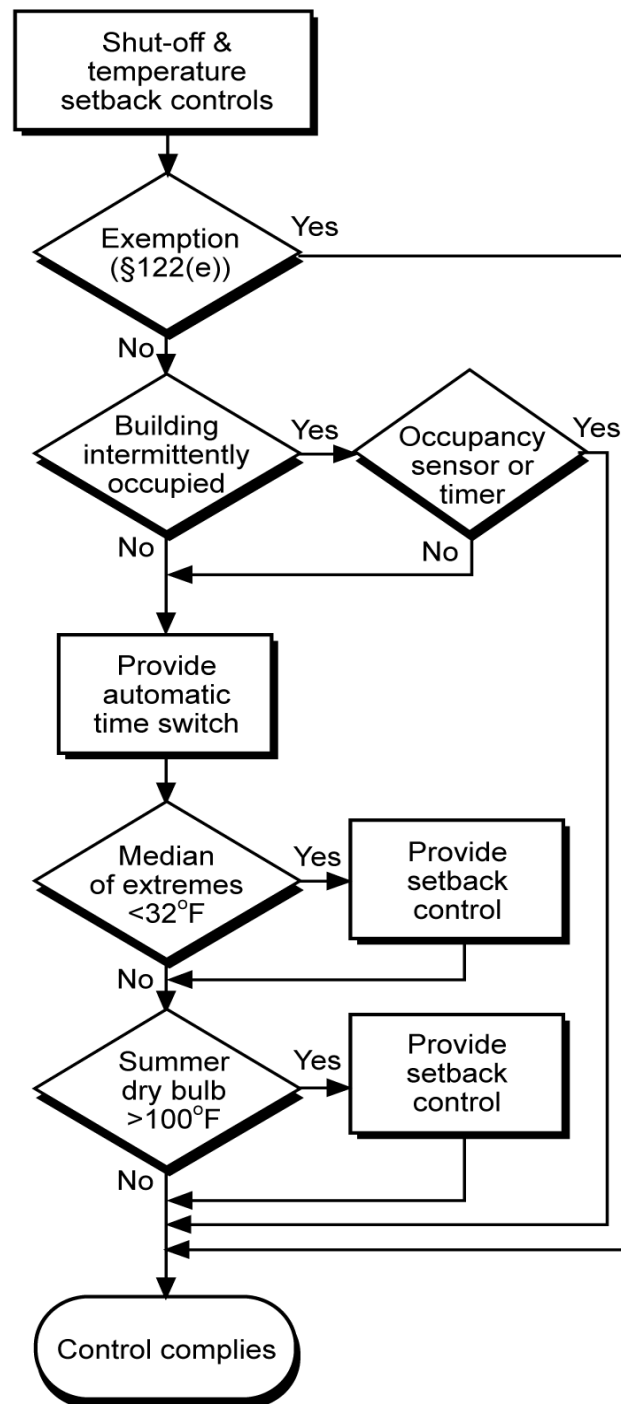 Shut-off &
temperature
setback controls
Exemption
(§122(e))
Yes
No
Building
intermittently
occupied
Yes
Occupancy
sensor or
timer
Yes
No
No
Provide
automatic
time switch
Median
of extremes
<32°F
Yes
Provide
setback
control
No
Summer
dry bulb
>100°F
Yes
Provide
setback
control
No
Control complies